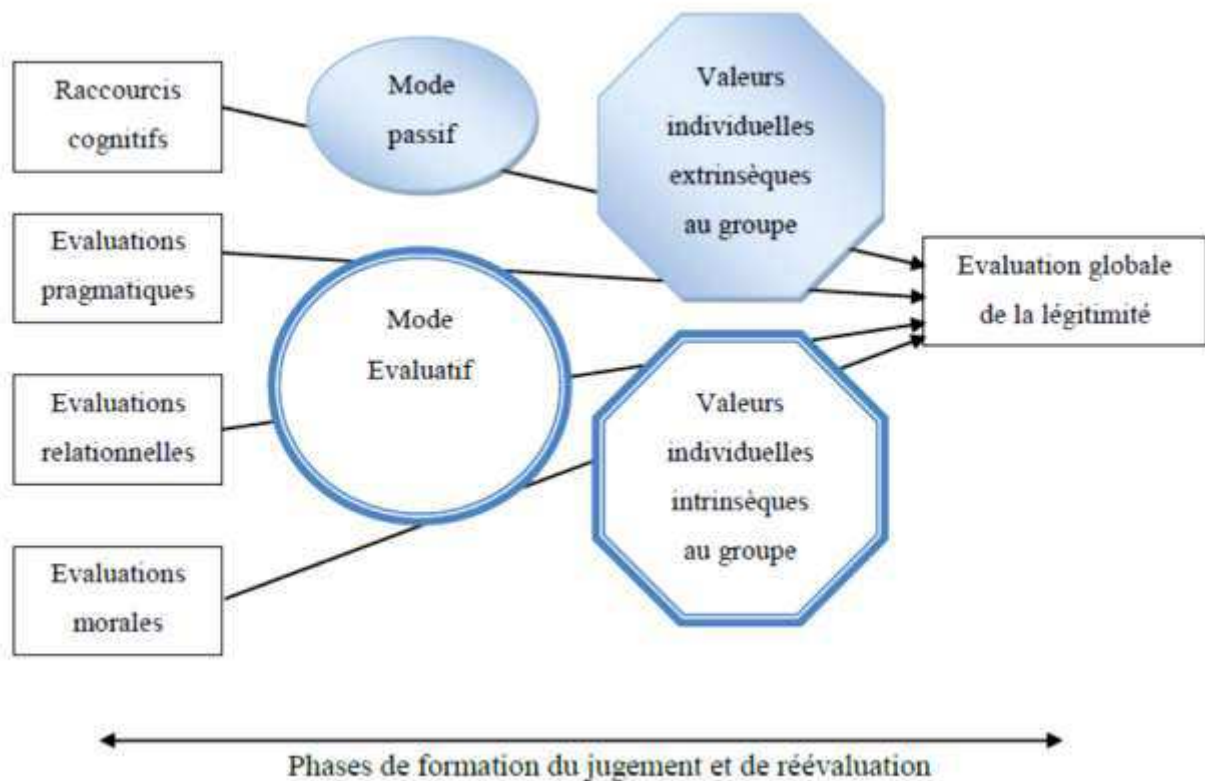 Raccourcis
cognitifs
Mode
passif
Valeurs
individuelles
extrinsèques
au groupe
Evaluations
pragmatiques
Evaluation globale
de la légitimité
Mode
Evaluatif
Evaluations
relationnelles
Valeurs
individuelles
intrinsèques
au groupe
Evaluations
morales
Phases de formation du jugement et de réévaluation